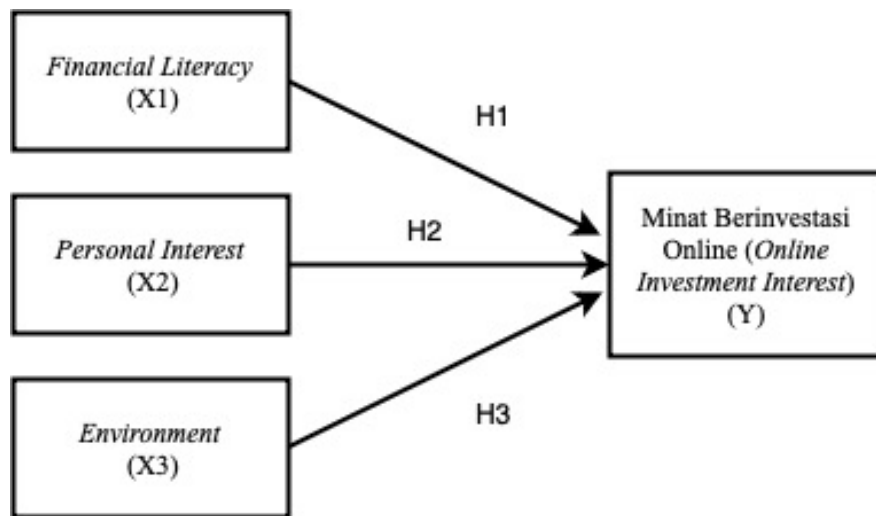 Financial Literacy
(X1)
H1
Personal Interest
(X2)
H2
Minat Berinvestasi
Online (Online
Investment Interest)
(Y)
Environment
(X3)
H3